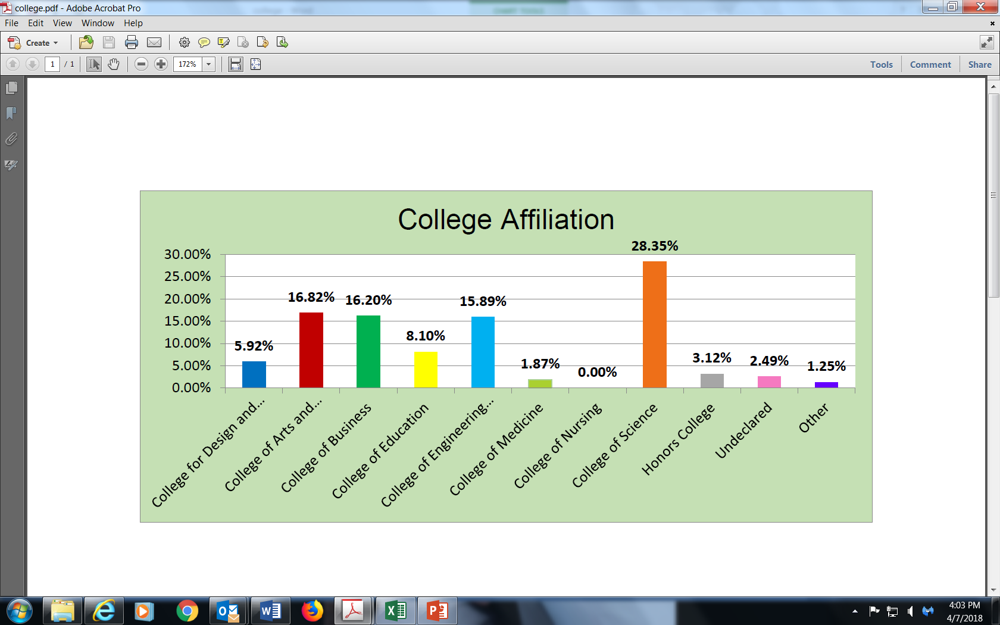 college.pdf - Adobe Acrobat Pro
File Edit View Window Help
Create
1 / 1
172%
Tools Comment Share
College Affiliation
30.00%
25.00%
20.00%
15.00%
10.00%
5.00%
0.00%
5.92%
16.82%
16.20%
8.10%
15.89%
1.87%
0.00%
28.35%
3.12%
2.49%
1.25%
College for Design and...
College of Arts and...
College of Business
College of Education
College of Engineering...
College of Medicine
College of Nursing
College of Science
Honors College
Undeclared
Other
4:03 PM
4/7/2018